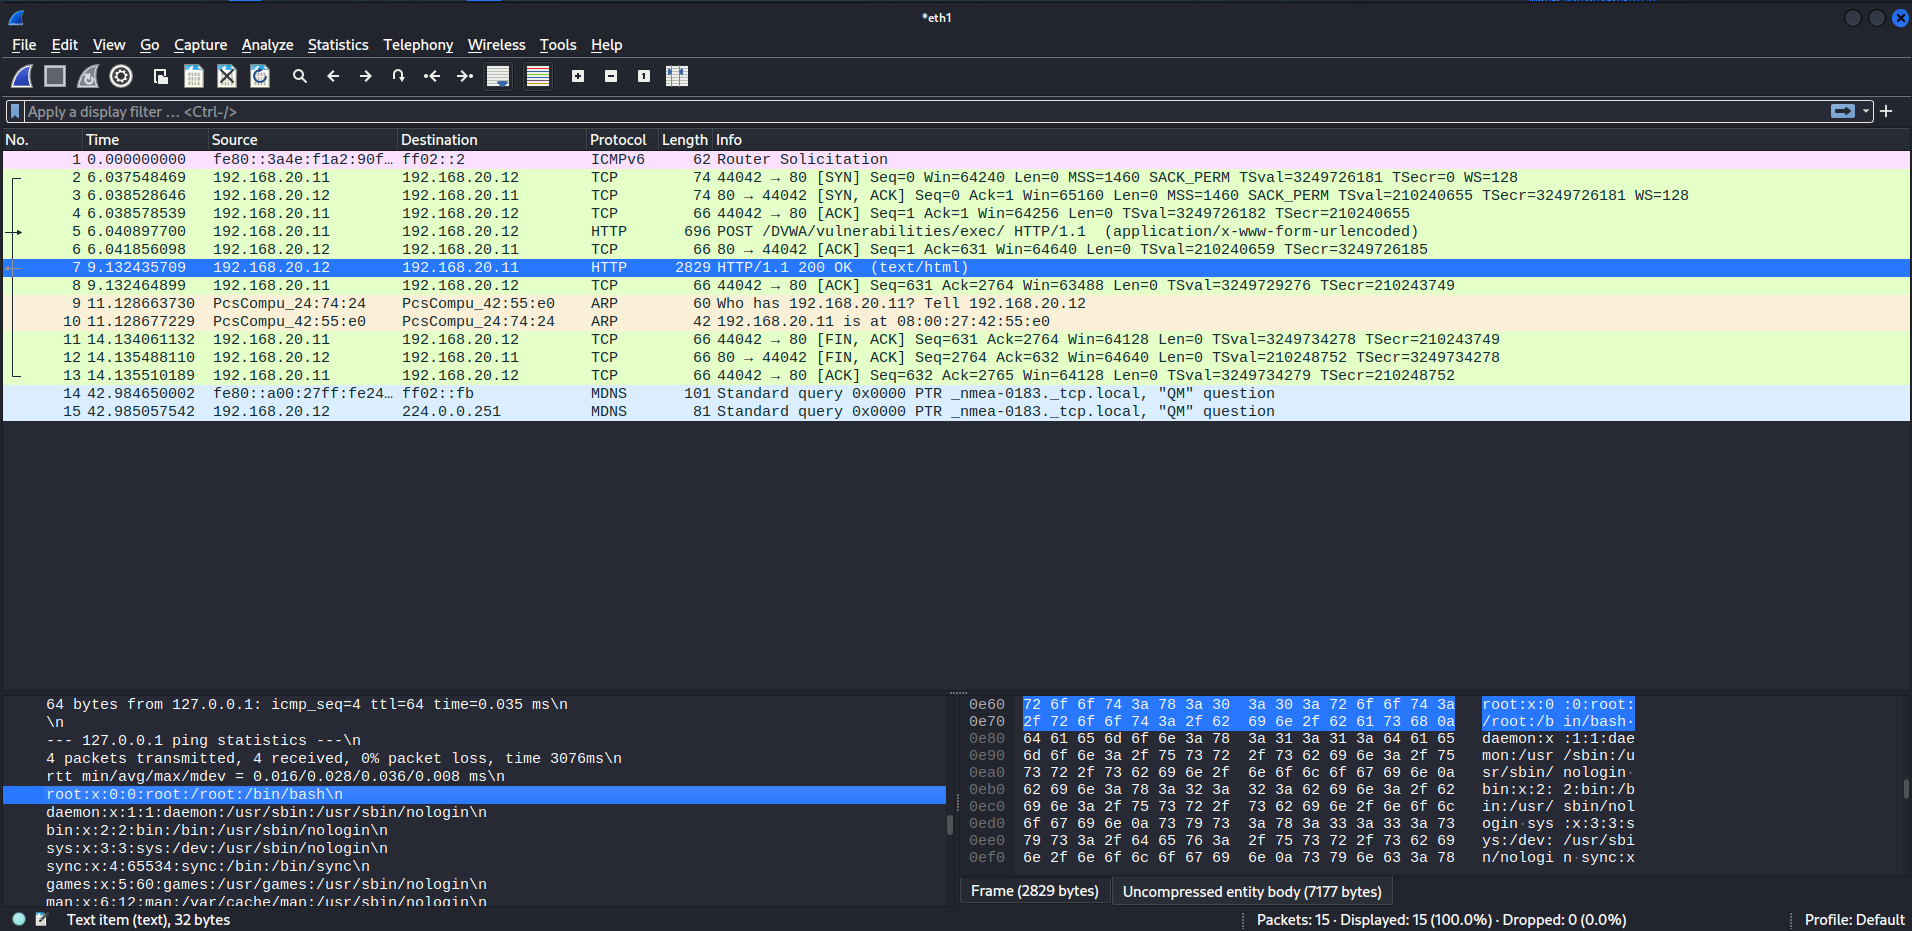 *eth1
File Edit View Go Capture Analyze Statistics Telephony Wireless Tools Help
Apply a display filter … <Ctrl-/>
No. Time Source Destination Protocol Length Info
1 0.000000000 fe80::3a4e:f1a2:90f… ff02::2 ICMPv6 62 Router Solicitation
2 6.037548469 192.168.20.11 192.168.20.12 TCP 74 44042 → 80 [SYN] Seq=0 Win=64240 Len=0 MSS=1460 SACK_PERM TSval=3249726181 TSecr=0 WS=128
3 6.038528646 192.168.20.12 192.168.20.11 TCP 74 80 → 44042 [SYN, ACK] Seq=0 Ack=1 Win=65160 Len=0 MSS=1460 SACK_PERM TSval=210240655 TSecr=3249726181 WS=128
4 6.038578539 192.168.20.11 192.168.20.12 TCP 66 44042 → 80 [ACK] Seq=1 Ack=1 Win=64256 Len=0 TSval=3249726182 TSecr=210240655
5 6.040897700 192.168.20.11 192.168.20.12 HTTP 696 POST /DVWA/vulnerabilities/exec/ HTTP/1.1 (application/x-www-form-urlencoded)
6 6.041856098 192.168.20.12 192.168.20.11 TCP 66 80 → 44042 [ACK] Seq=1 Ack=631 Win=64640 Len=0 TSval=210240659 TSecr=3249726185
7 9.132435709 192.168.20.12 192.168.20.11 HTTP 2829 HTTP/1.1 200 OK (text/html)
8 9.132464899 192.168.20.11 192.168.20.12 TCP 66 44042 → 80 [ACK] Seq=631 Ack=2764 Win=63488 Len=0 TSval=3249729276 TSecr=210243749
9 11.128663730 PcsCompu_24:74:24 PcsCompu_42:55:e0 ARP 60 Who has 192.168.20.11? Tell 192.168.20.12
10 11.128677229 PcsCompu_42:55:e0 PcsCompu_24:74:24 ARP 42 192.168.20.11 is at 08:00:27:42:55:e0
11 14.134061132 192.168.20.11 192.168.20.12 TCP 66 44042 → 80 [FIN, ACK] Seq=631 Ack=2764 Win=64128 Len=0 TSval=3249734278 TSecr=210243749
12 14.135488110 192.168.20.12 192.168.20.11 TCP 66 80 → 44042 [FIN, ACK] Seq=2764 Ack=632 Win=64640 Len=0 TSval=210248752 TSecr=3249734278
13 14.135510189 192.168.20.11 192.168.20.12 TCP 66 44042 → 80 [ACK] Seq=632 Ack=2765 Win=64128 Len=0 TSval=3249734279 TSecr=210248752
14 42.984650002 fe80::a00:27ff:fe24… ff02::fb MDNS 101 Standard query 0x0000 PTR _nmea-0183._tcp.local, "QM" question
15 42.985057542 192.168.20.12 224.0.0.251 MDNS 81 Standard query 0x0000 PTR _nmea-0183._tcp.local, "QM" question
64 bytes from 127.0.0.1: icmp_seq=4 ttl=64 time=0.035 ms\n
\n
--- 127.0.0.1 ping statistics ---\n
4 packets transmitted, 4 received, 0% packet loss, time 3076ms\n
rtt min/avg/max/mdev = 0.016/0.028/0.036/0.008 ms\n
root:x:0:0:root:/root:/bin/bash\n
daemon:x:1:1:daemon:/usr/sbin:/usr/sbin/nologin\n
bin:x:2:2:bin:/bin:/usr/sbin/nologin\n
sys:x:3:3:sys:/dev:/usr/sbin/nologin\n
sync:x:4:65534:sync:/bin:/bin/sync\n
games:x:5:60:games:/usr/games:/usr/sbin/nologin\n
man:x:6:12:man:/var/cache/man:/usr/sbin/nologin\n
0e60 72 6f 6f 74 3a 78 3a 30 3a 30 3a 72 6f 6f 74 3a root:x:0 :0:root:
0e70 2f 72 6f 6f 74 3a 2f 62 69 6e 2f 62 61 73 68 0a /root:/b in/bash·
0e80 64 61 65 6d 6f 6e 3a 78 3a 31 3a 31 3a 64 61 65 daemon:x :1:1:dae
0e90 6d 6f 6e 3a 2f 75 73 72 2f 73 62 69 6e 3a 2f 75 mon:/usr /sbin:/u
0ea0 73 72 2f 73 62 69 6e 2f 6e 6f 6c 6f 67 69 6e 0a sr/sbin/ nologin·
0eb0 62 69 6e 3a 78 3a 32 3a 32 3a 62 69 6e 3a 2f 62 bin:x:2: 2:bin:/b
0ec0 69 6e 3a 2f 75 73 72 2f 73 62 69 6e 2f 6e 6f 6c in:/usr/ sbin/nol
0ed0 6f 67 69 6e 0a 73 79 73 3a 78 3a 33 3a 33 3a 73 ogin·sys :x:3:3:s
0ee0 79 73 3a 2f 64 65 76 3a 2f 75 73 72 2f 73 62 69 ys:/dev: /usr/sbi
0ef0 6e 2f 6e 6f 6c 6f 67 69 6e 0a 73 79 6e 63 3a 78 n/nologi n·sync:x
Frame (2829 bytes) Uncompressed entity body (7177 bytes)
Text item (text), 32 bytes Packets: 15 · Displayed: 15 (100.0%) · Dropped: 0 (0.0%) Profile: Default